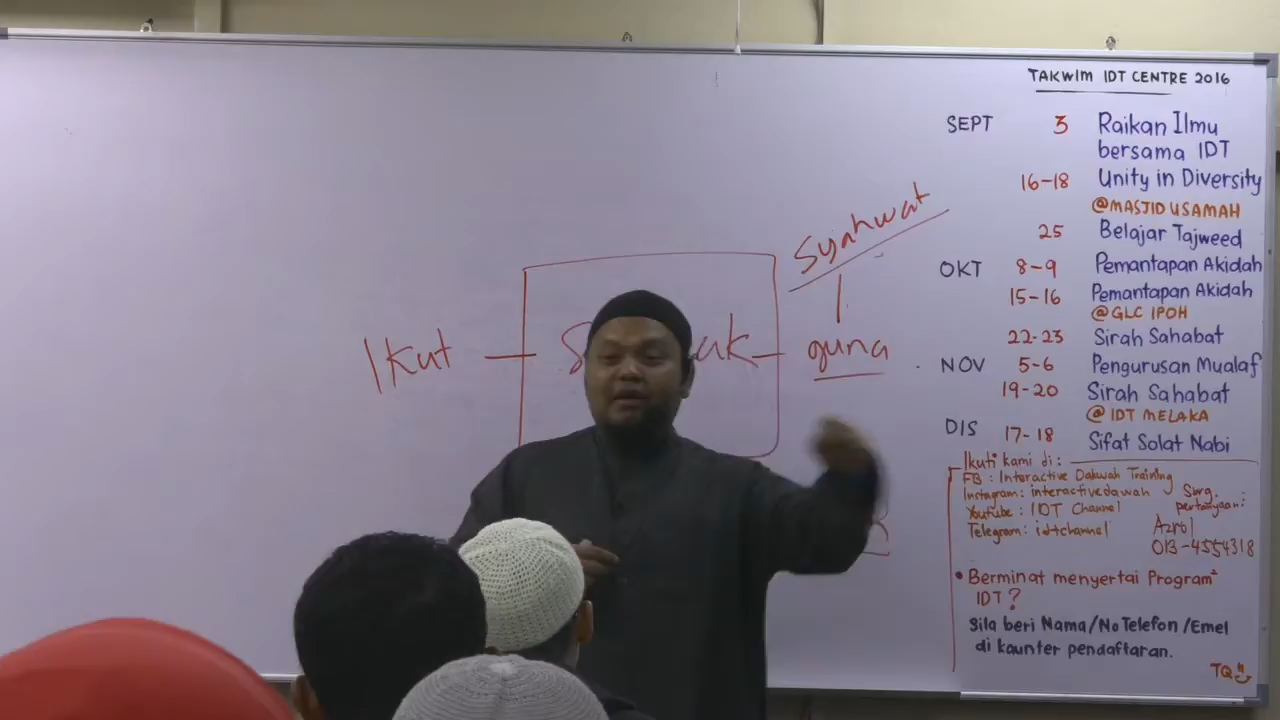 TAKWIM IDT CENTRE 2016
SEPT 3 Raikan Ilmu
bersama IDT
16-18 Unity in Diversity
@MASJID USAMAH
25 Belajar Tajweed
OKT 8-9 Pemantapan Akidah
15-16 Pemantapan Akidah
@GLC IPOH
22-23 Sirah Sahabat
NOV 5-6 Pengurusan Mualaf
19-20 Sirah Sahabat
@IDT MELAKA
DIS 17-18 Sifat Solat Nabi
Ikuti kami di:
FB : Interactive Dakwah Training
Instagram: interactivedawah
Youtube : IDT Channel
Telegram: idtchannel
Sbrg.
pertanyaan:
Azrol
013-4554318
Berminat menyertai Program²
IDT?
Sila beri Nama/No Telefon/Emel
di kaunter pendaftaran.
TQ
Syahwat
Ikut
guna